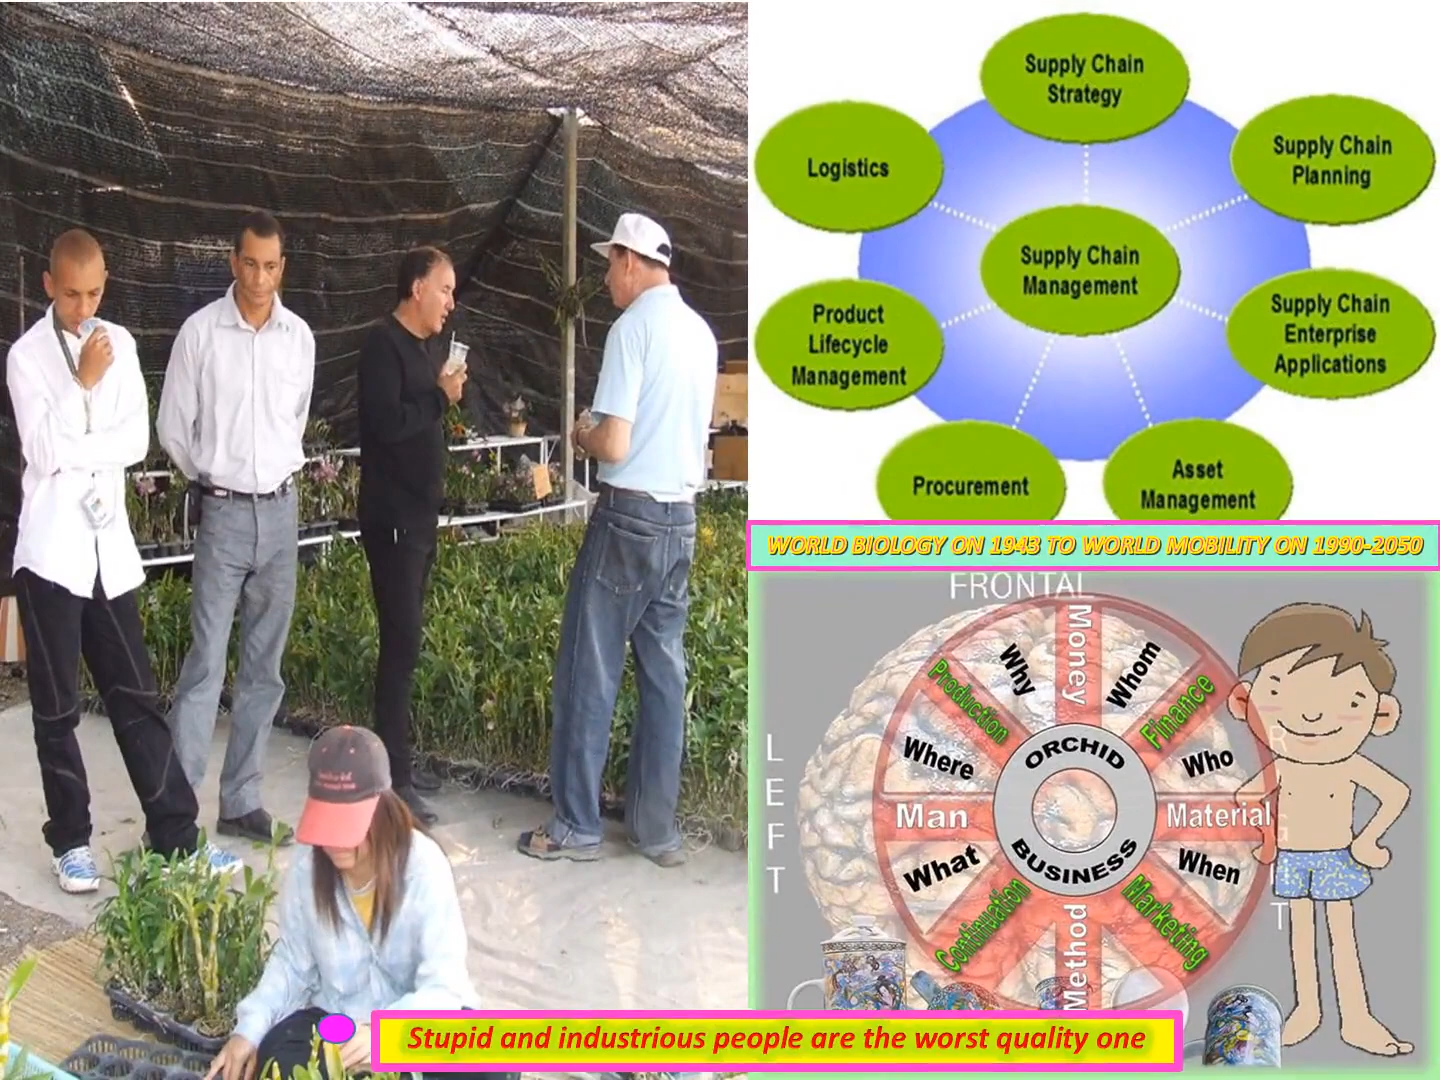 Supply Chain
Strategy
Logistics
Supply Chain
Planning
Supply Chain
Management
Product
Lifecycle
Management
Supply Chain
Enterprise
Applications
Procurement
Asset
Management
WORLD BIOLOGY ON 1943 TO WORLD MOBILITY ON 1990-2050
FRONTAL
Money
Why
Whom
Production
Finance
Where
ORCHID
Who
LEFT
Man
Material
What
BUSINESS
When
Continuation
Marketing
Method
Stupid and industrious people are the worst quality one